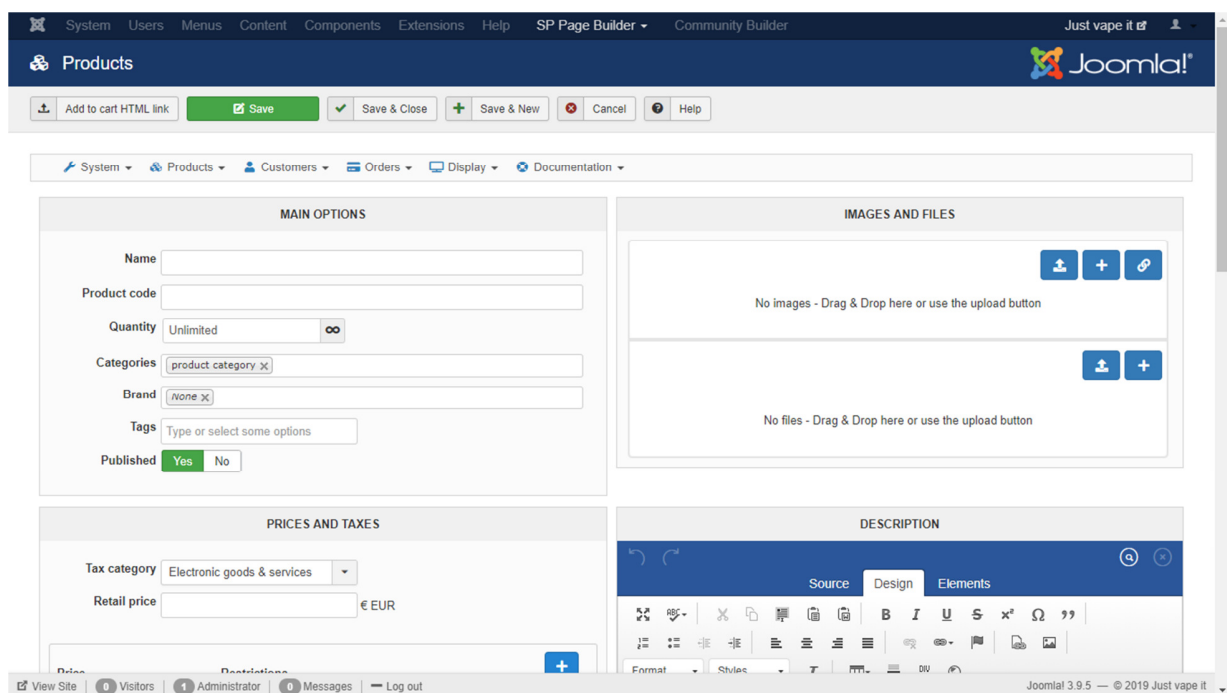 System Users Menus Content Components Extensions Help SP Page Builder Community Builder Just vape it
Products Joomla!®
Add to cart HTML link Save Save & Close Save & New Cancel Help
System Products Customers Orders Display Documentation
MAIN OPTIONS
Name
Product code
Quantity Unlimited
Categories product category
Brand None
Tags Type or select some options
Published Yes No
IMAGES AND FILES
No images - Drag & Drop here or use the upload button
No files - Drag & Drop here or use the upload button
PRICES AND TAXES
Tax category Electronic goods & services
Retail price € EUR
Price Restrictions
DESCRIPTION
Source Design Elements
ABC B I U S x² Ω
Format Styles T DIV
View Site 0 Visitors 1 Administrator 0 Messages Log out Joomla! 3.9.5 — © 2019 Just vape it